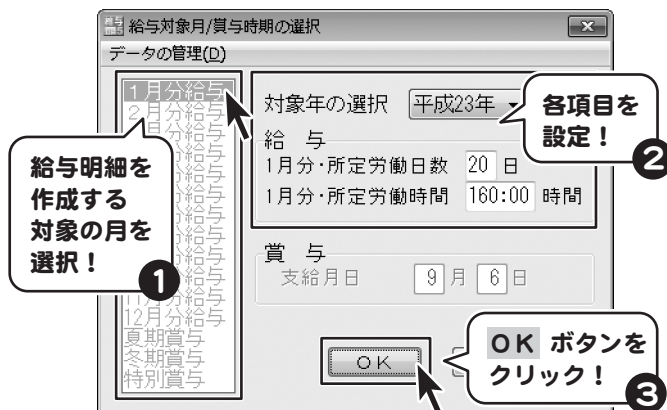 給与対象月/賞与時期の選択
データの管理(D)
1月分給与
2月分給与
11月分給与
12月分給与
夏期賞与
冬期賞与
特別賞与
給与明細を
作成する
対象の月を
選択！
1
対象年の選択 平成23年
給 与
1月分・所定労働日数 20 日
1月分・所定労働時間 160:00 時間
各項目を
設定！
2
賞 与
支給月日 9 月 6 日
OK
OK ボタンを
クリック！
3